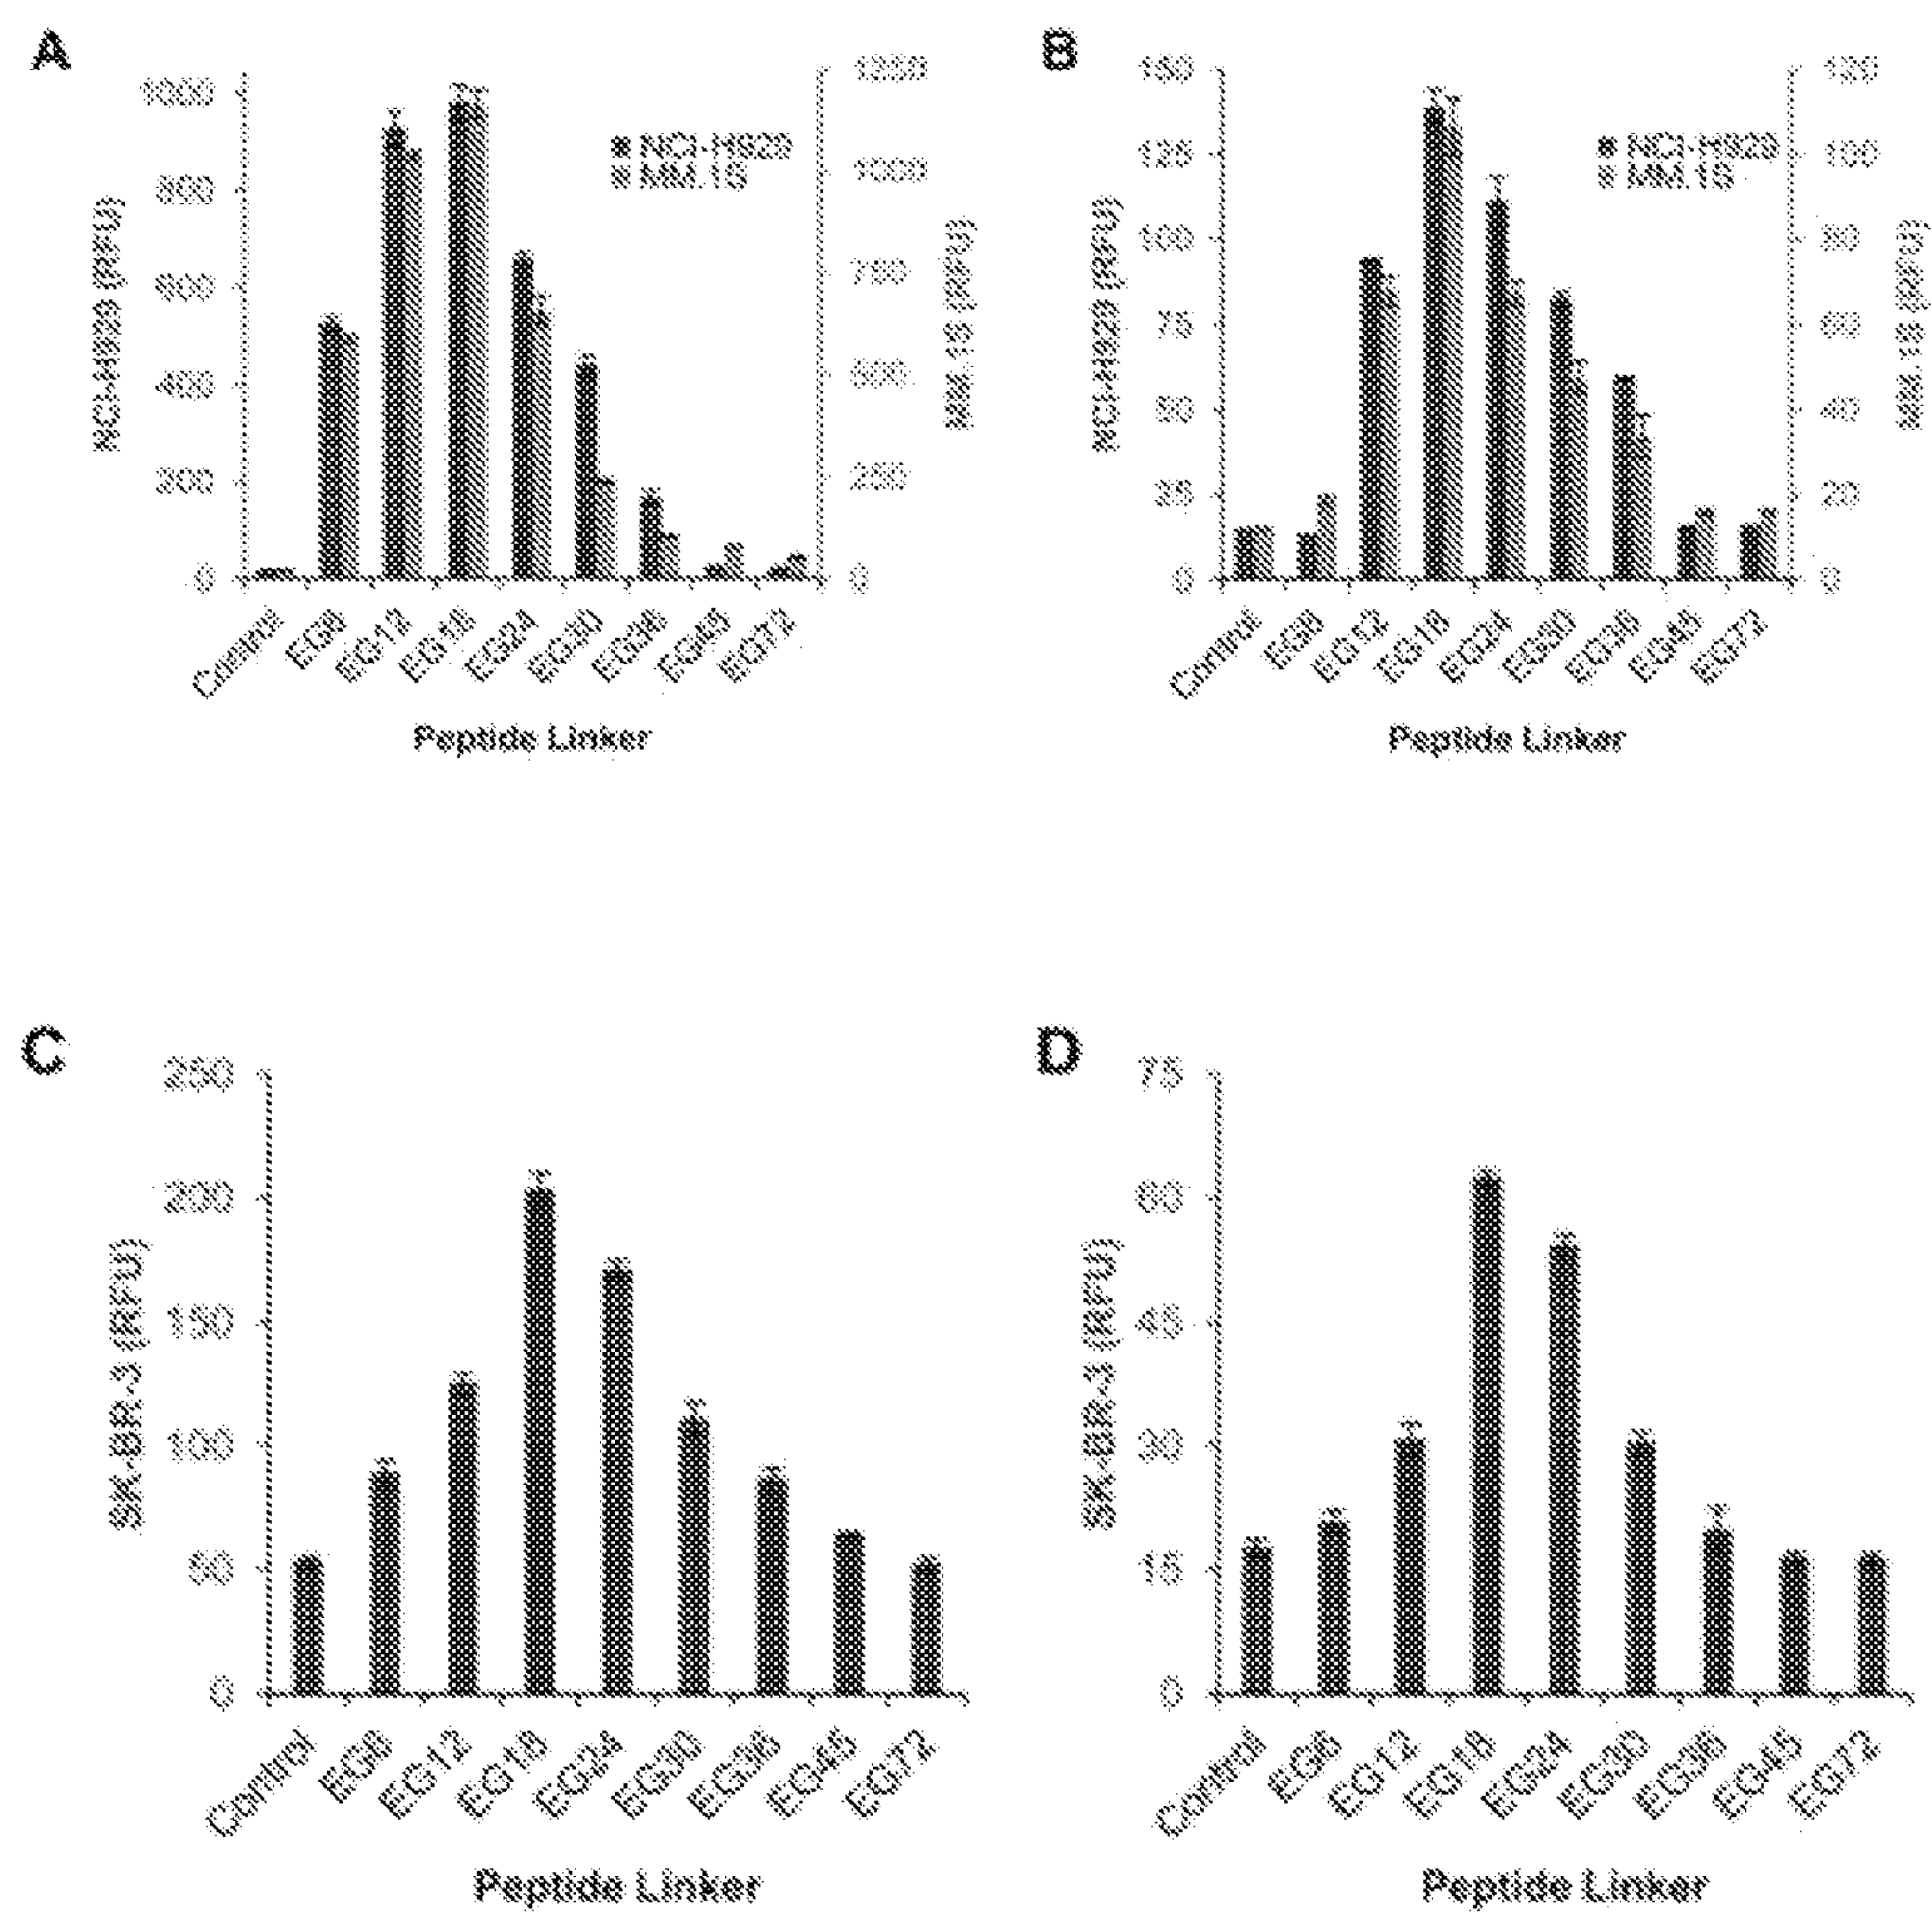 A
1000
800
600
400
200
0
NCI-H929 (RFU)
1250
1000
750
500
250
0
MM.1S (RFU)
NCI-H929
MM.1S
Control
EG6
EG12
EG18
EG24
EG30
EG36
EG45
EG72
Peptide Linker
B
150
125
100
75
50
25
0
NCI-H929 (RFU)
120
100
80
60
40
20
0
MM.1S (RFU)
NCI-H929
MM.1S
Control
EG6
EG12
EG18
EG24
EG30
EG36
EG45
EG72
Peptide Linker
C
250
200
150
100
50
0
SK-BR-3 (RFU)
Control
EG6
EG12
EG18
EG24
EG30
EG36
EG45
EG72
Peptide Linker
D
75
60
45
30
15
0
SK-BR-3 (RFU)
Control
EG6
EG12
EG18
EG24
EG30
EG36
EG45
EG72
Peptide Linker